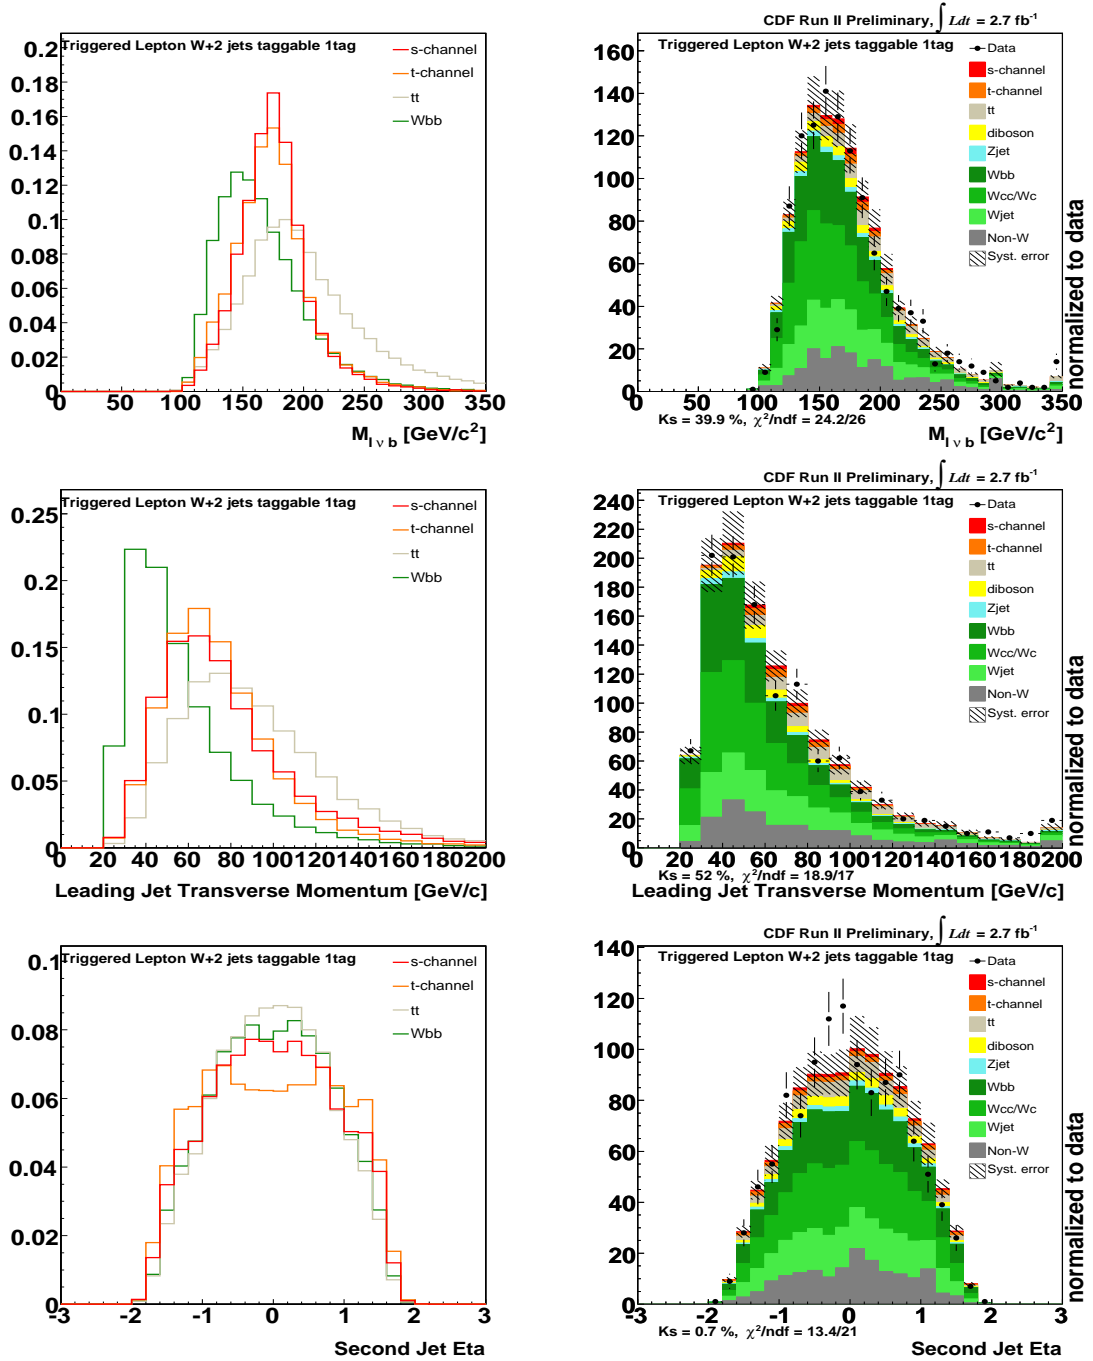 Triggered Lepton W+2 jets taggable 1tag
s-channel
t-channel
tt
Wbb
0.2
0.18
0.16
0.14
0.12
0.1
0.08
0.06
0.04
0.02
0
0 50 100 150 200 250 300 350
M_{l ν b} [GeV/c²]
CDF Run II Preliminary, ∫ Ldt = 2.7 fb⁻¹
Triggered Lepton W+2 jets taggable 1tag
Data
s-channel
t-channel
tt
diboson
Zjet
Wbb
Wcc/Wc
Wjet
Non-W
Syst. error
160
140
120
100
80
60
40
20
0
0 50 100 150 200 250 300 350
Ks = 39.9 %, χ²/ndf = 24.2/26
M_{l ν b} [GeV/c²]
normalized to data
Triggered Lepton W+2 jets taggable 1tag
s-channel
t-channel
tt
Wbb
0.25
0.2
0.15
0.1
0.05
0
0 20 40 60 80 100 120 140 160 180 200
Leading Jet Transverse Momentum [GeV/c]
CDF Run II Preliminary, ∫ Ldt = 2.7 fb⁻¹
Triggered Lepton W+2 jets taggable 1tag
Data
s-channel
t-channel
tt
diboson
Zjet
Wbb
Wcc/Wc
Wjet
Non-W
Syst. error
240
220
200
180
160
140
120
100
80
60
40
20
0
0 20 40 60 80 100 120 140 160 180 200
Ks = 52 %, χ²/ndf = 18.9/17
Leading Jet Transverse Momentum [GeV/c]
normalized to data
Triggered Lepton W+2 jets taggable 1tag
s-channel
t-channel
tt
Wbb
0.1
0.08
0.06
0.04
0.02
0
-3 -2 -1 0 1 2 3
Second Jet Eta
CDF Run II Preliminary, ∫ Ldt = 2.7 fb⁻¹
Triggered Lepton W+2 jets taggable 1tag
Data
s-channel
t-channel
tt
diboson
Zjet
Wbb
Wcc/Wc
Wjet
Non-W
Syst. error
140
120
100
80
60
40
20
0
-3 -2 -1 0 1 2 3
Ks = 0.7 %, χ²/ndf = 13.4/21
Second Jet Eta
normalized to data